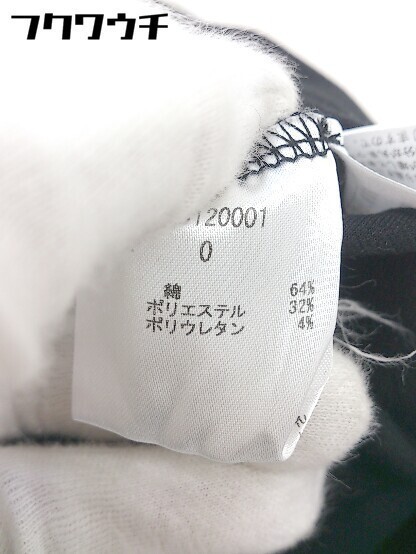 フクワウチ
120001
0
綿 64%
ポリエステル 32%
ポリウレタン 4%